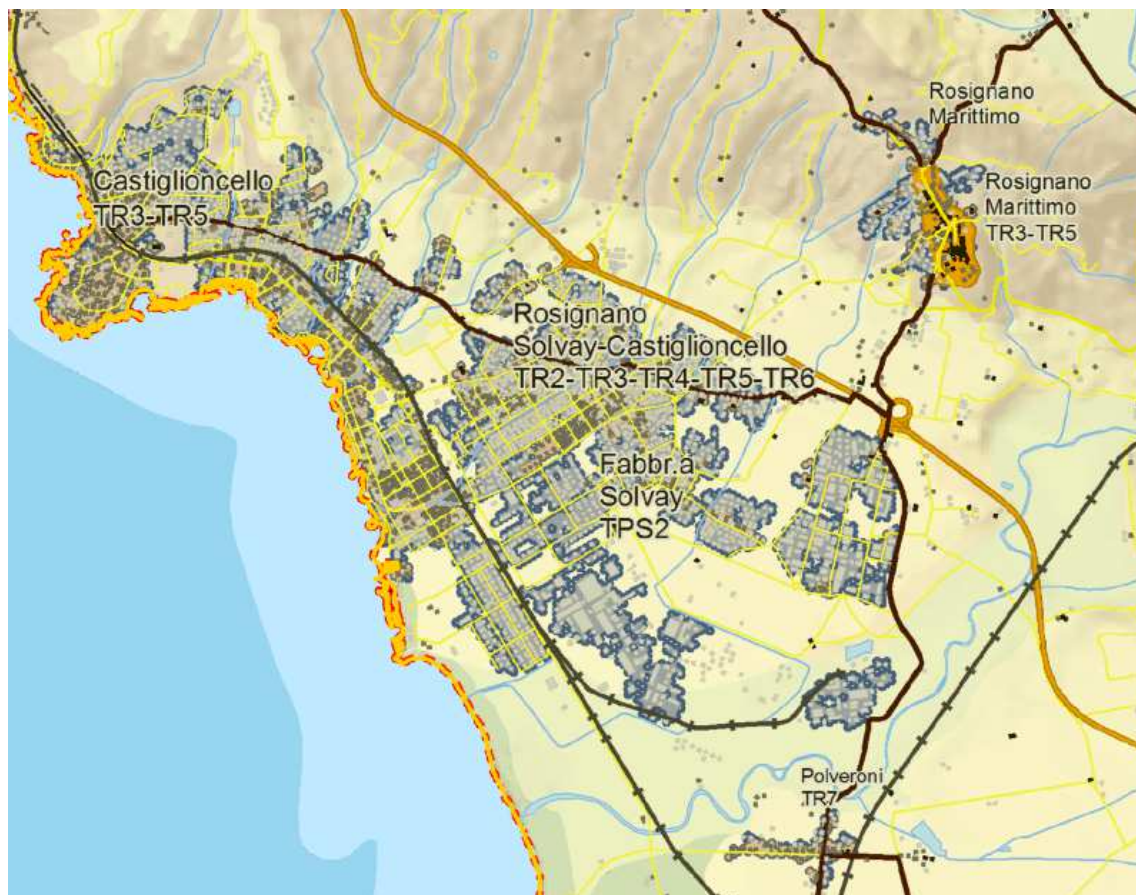 Rosignano
Marittimo
Castiglioncello
TR3-TR5
Rosignano
Marittimo
TR3-TR5
Rosignano
Solvay-Castiglioncello
TR2-TR3-TR4-TR5-TR6
Fabbr.a
Solvay
TPS2
Polveroni
TR7